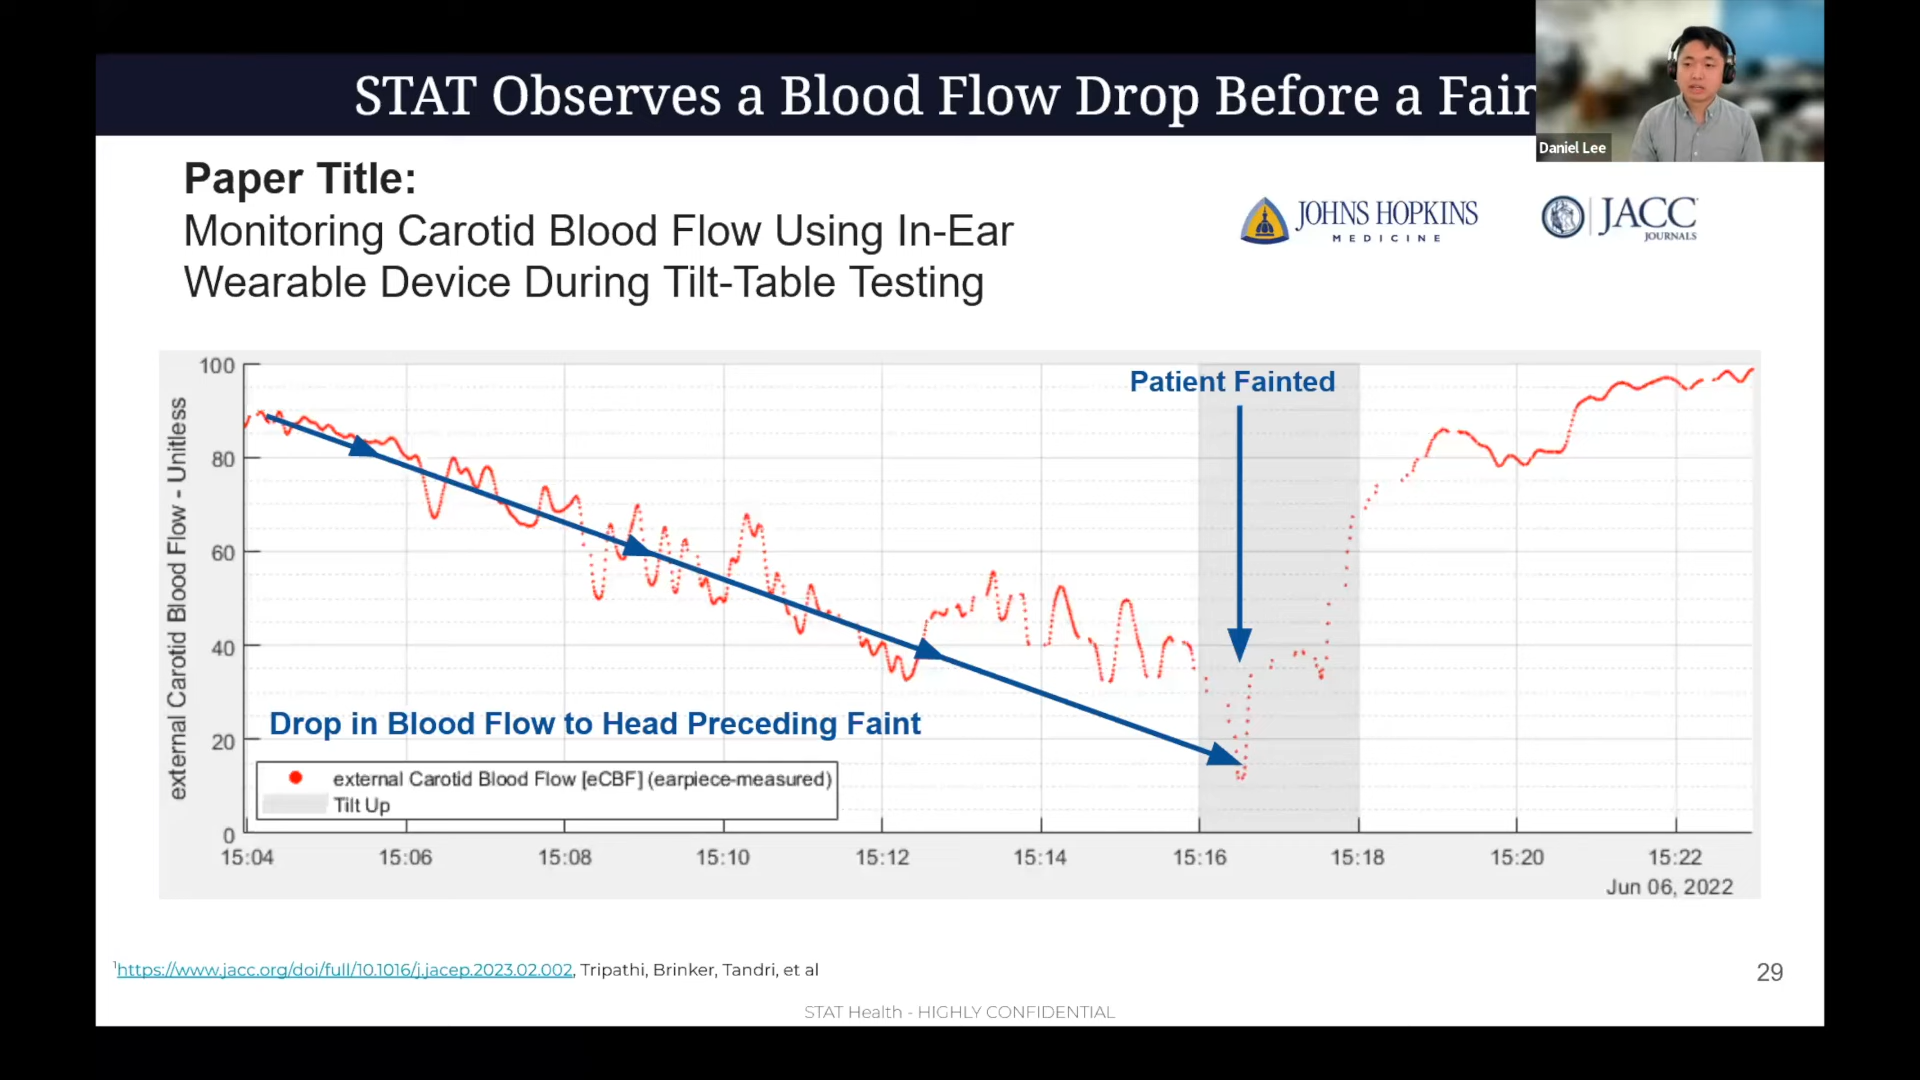 STAT Observes a Blood Flow Drop Before a
Daniel Lee
Paper Title:
Monitoring Carotid Blood Flow Using In-Ear
Wearable Device During Tilt-Table Testing
JOHNS HOPKINS
MEDICINE
JACC
JOURNALS
external Carotid Blood Flow - Unitless
100
80
60
40
20
0
Patient Fainted
Drop in Blood Flow to Head Preceding Faint
external Carotid Blood Flow [eCBF] (earpiece-measured)
Tilt Up
15:04
15:06
15:08
15:10
15:12
15:14
15:16
15:18
15:20
15:22
Jun 06, 2022
1https://www.jacc.org/doi/full/10.1016/j.jacep.2023.02.002, Tripathi, Brinker, Tandri, et al
29
STAT Health - HIGHLY CONFIDENTIAL